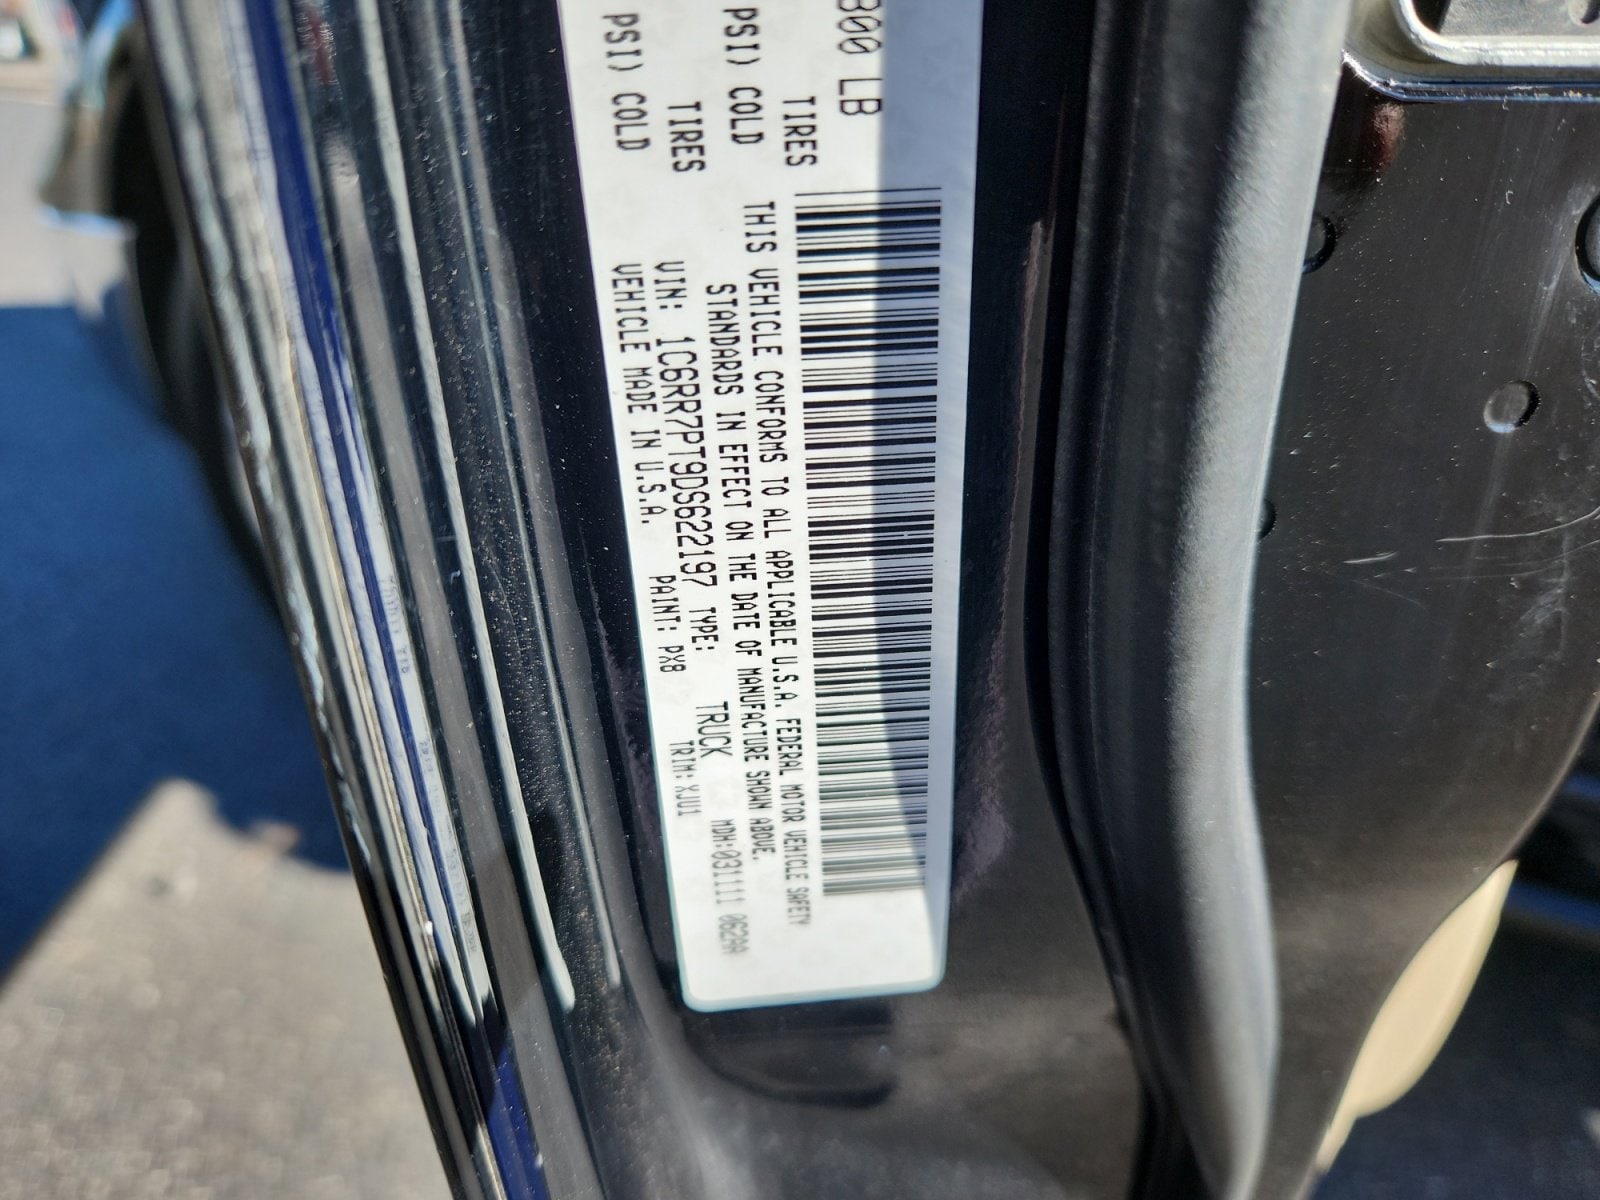 800 LB
TIRES
PSI) COLD
TIRES
PSI) COLD
THIS VEHICLE CONFORMS TO ALL APPLICABLE U.S.A. FEDERAL MOTOR VEHICLE SAFETY
STANDARDS IN EFFECT ON THE DATE OF MANUFACTURE SHOWN ABOVE.
VIN: 1C6RR7PT9DS622197 TYPE: TRUCK MDH:031111 062AA
VEHICLE MADE IN U.S.A. PAINT: PX8 TRIM: XJU1